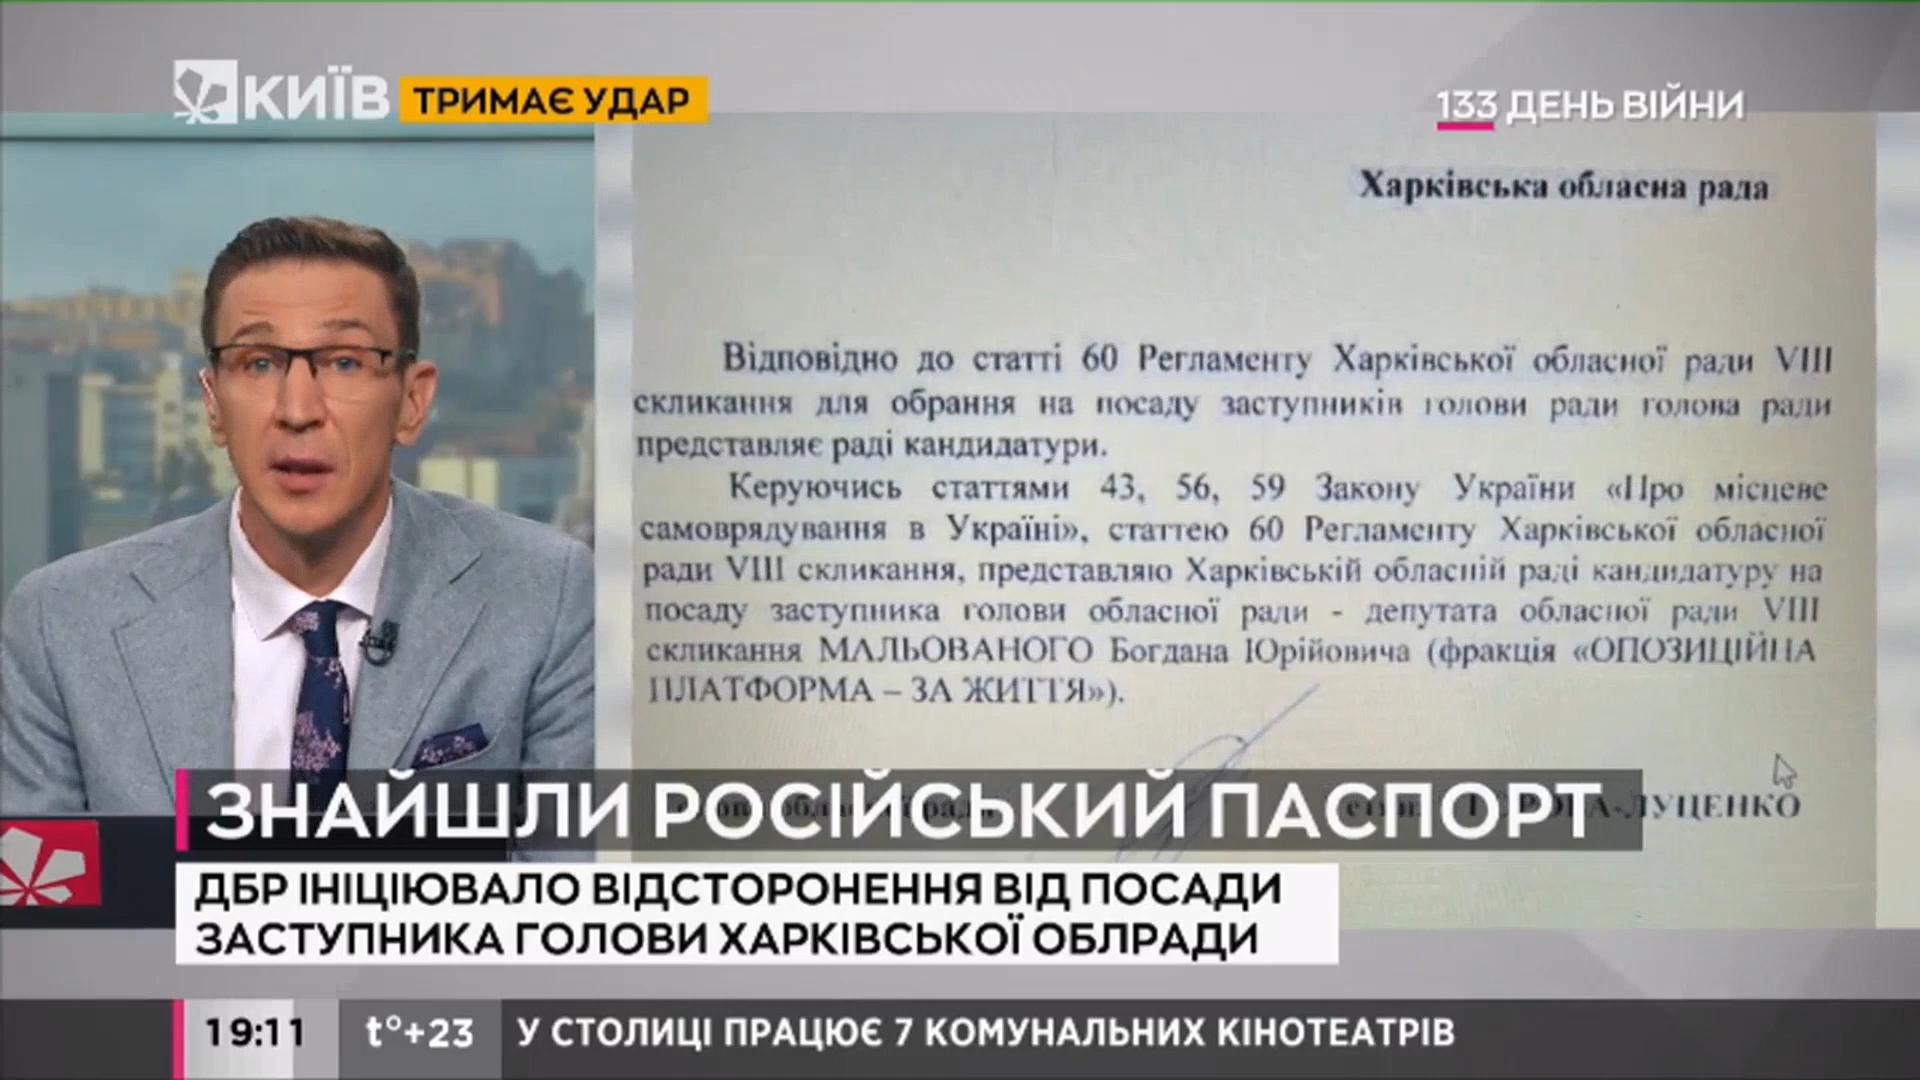 КИЇВ ТРИМАЄ УДАР
133 ДЕНЬ ВІЙНИ
Харківська обласна рада
Відповідно до статті 60 Регламенту Харківської обласної ради VIII
скликання для обрання на посаду заступників голови ради голова ради
представляє раді кандидатури.
Керуючись статтями 43, 56, 59 Закону України «Про місцеве
самоврядування в Україні», статтею 60 Регламенту Харківської обласної
ради VIII скликання, представляю Харківській обласній раді кандидатуру на
посаду заступника голови обласної ради - депутата обласної ради VIII
скликання МАЛЬОВАНОГО Богдана Юрійовича (фракція «ОПОЗИЦІЙНА
ПЛАТФОРМА – ЗА ЖИТТЯ»).
ЛУЦЕНКО
ЗНАЙШЛИ РОСІЙСЬКИЙ ПАСПОРТ
ДБР ІНІЦІЮВАЛО ВІДСТОРОНЕННЯ ВІД ПОСАДИ
ЗАСТУПНИКА ГОЛОВИ ХАРКІВСЬКОЇ ОБЛРАДИ
19:11 t°+23 У СТОЛИЦІ ПРАЦЮЄ 7 КОМУНАЛЬНИХ КІНОТЕАТРІВ